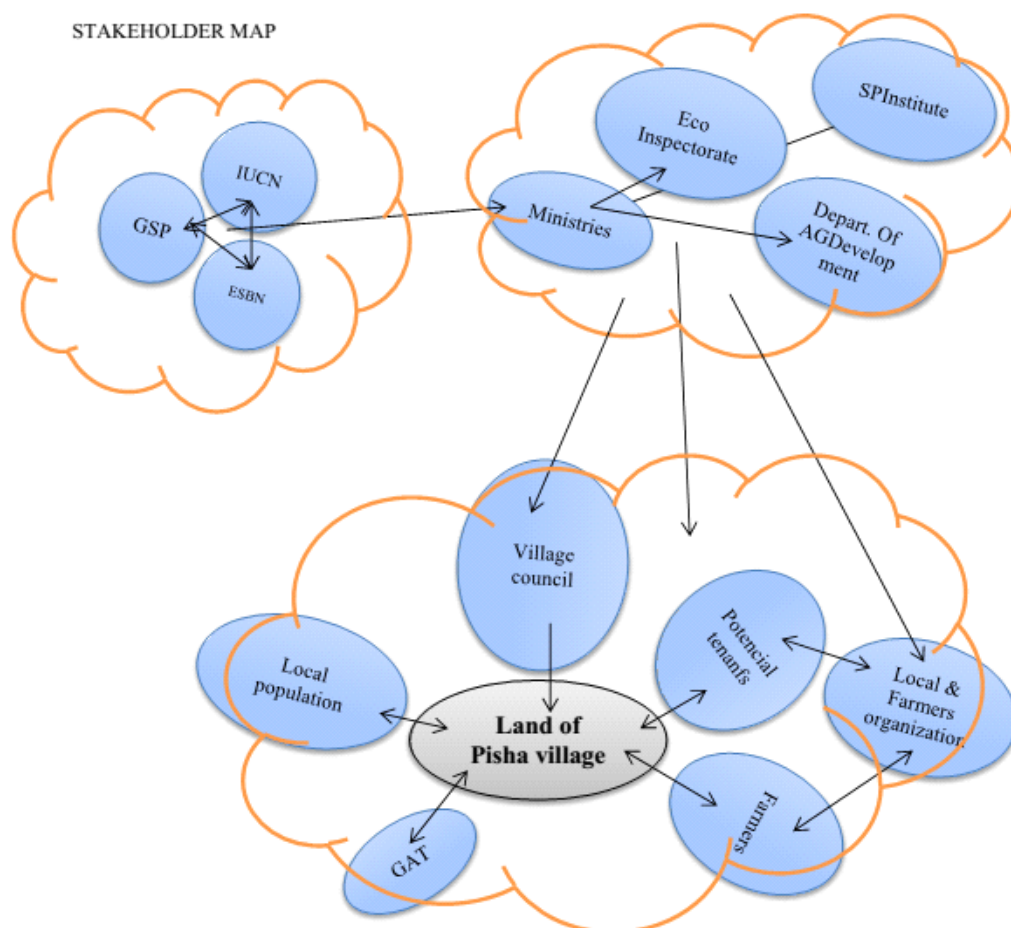 STAKEHOLDER MAP
IUCN
GSP
ESBN
Eco
Inspectorate
SPInstitute
Ministries
Depart. Of
AGDevelop
ment
Village
council
Local
population
Potencial
tenanfs
Local &
Farmers
organization
Land of
Pisha village
Farmers
GAT